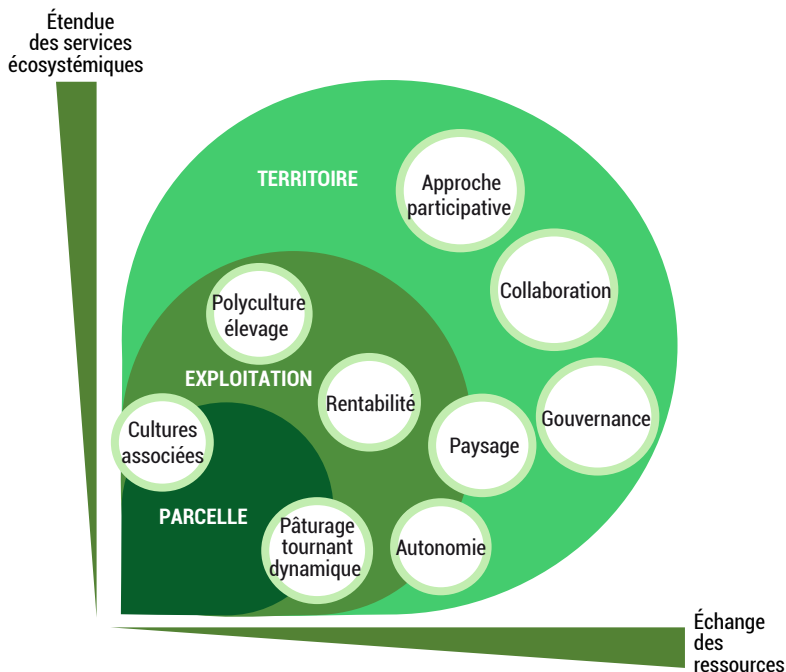 Étendue
des services
écosystémiques
TERRITOIRE
Approche
participative
Collaboration
Polyculture
élevage
EXPLOITATION
Rentabilité
Gouvernance
Cultures
associées
Paysage
PARCELLE
Pâturage
tournant
dynamique
Autonomie
Échange
des
ressources